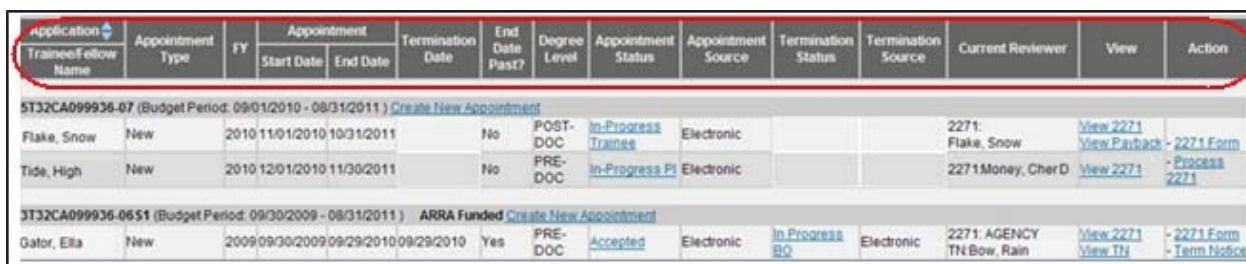 Application Appointment Type FY Appointment Termination Date End Date Past? Degree Level Appointment Status Appointment Source Termination Status Termination Source Current Reviewer View Action
Trainee/Fellow Name Start Date End Date
5T32CA099936-07 (Budget Period: 09/01/2010 - 08/31/2011 ) Create New Appointment
Flake, Snow New 2010 11/01/2010 10/31/2011 No POST-DOC In-Progress Trainee Electronic 2271: Flake, Snow View 2271 View Payback - 2271 Form
Tide, High New 2010 12/01/2010 11/30/2011 No PRE-DOC In-Progress PI Electronic 2271:Money, Cher D View 2271 - Process 2271
3T32CA099936-06S1 (Budget Period: 09/30/2009 - 08/31/2011 ) ARRA Funded Create New Appointment
Gator, Ella New 2009 09/30/2009 09/29/2010 09/29/2010 Yes PRE-DOC Accepted Electronic In Progress BO Electronic 2271: AGENCY TN:Bow, Rain View 2271 View TN - 2271 Form - Term Notice